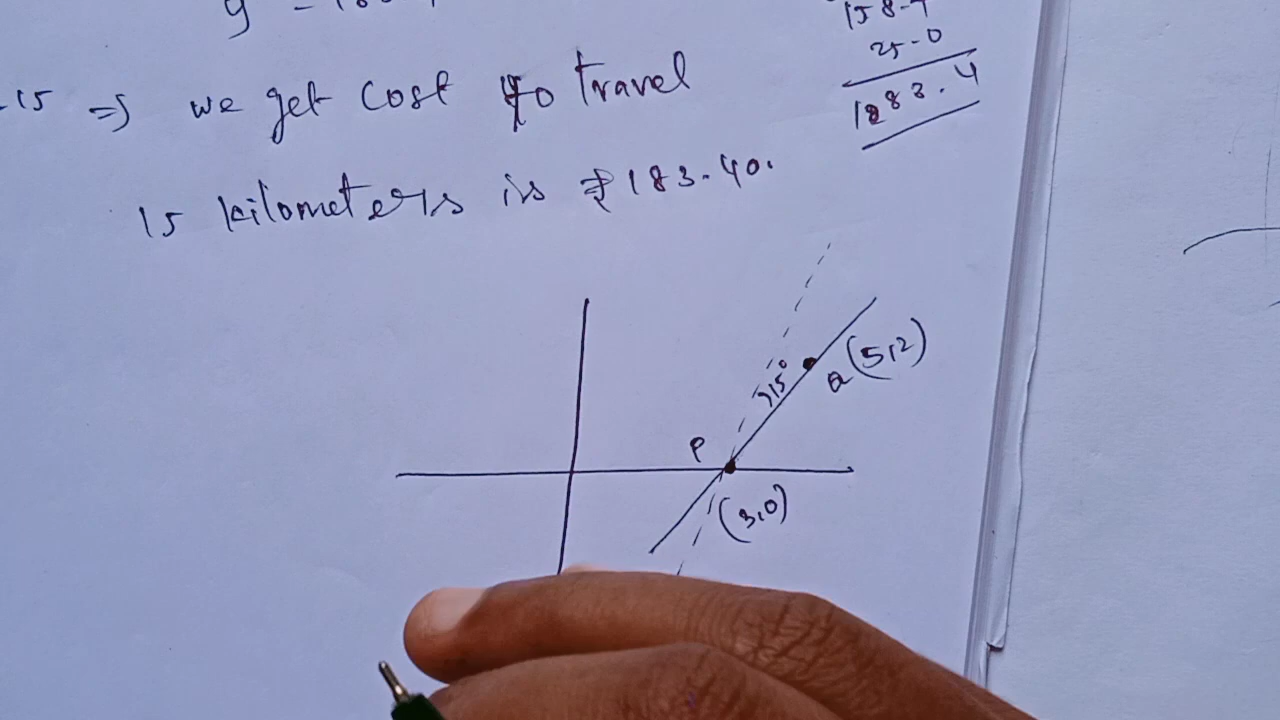 15 => we get cost to travel
15 kilometers is ₹183.40.
25-0
183.4
15°
Q(5,2)
P
(3,0)